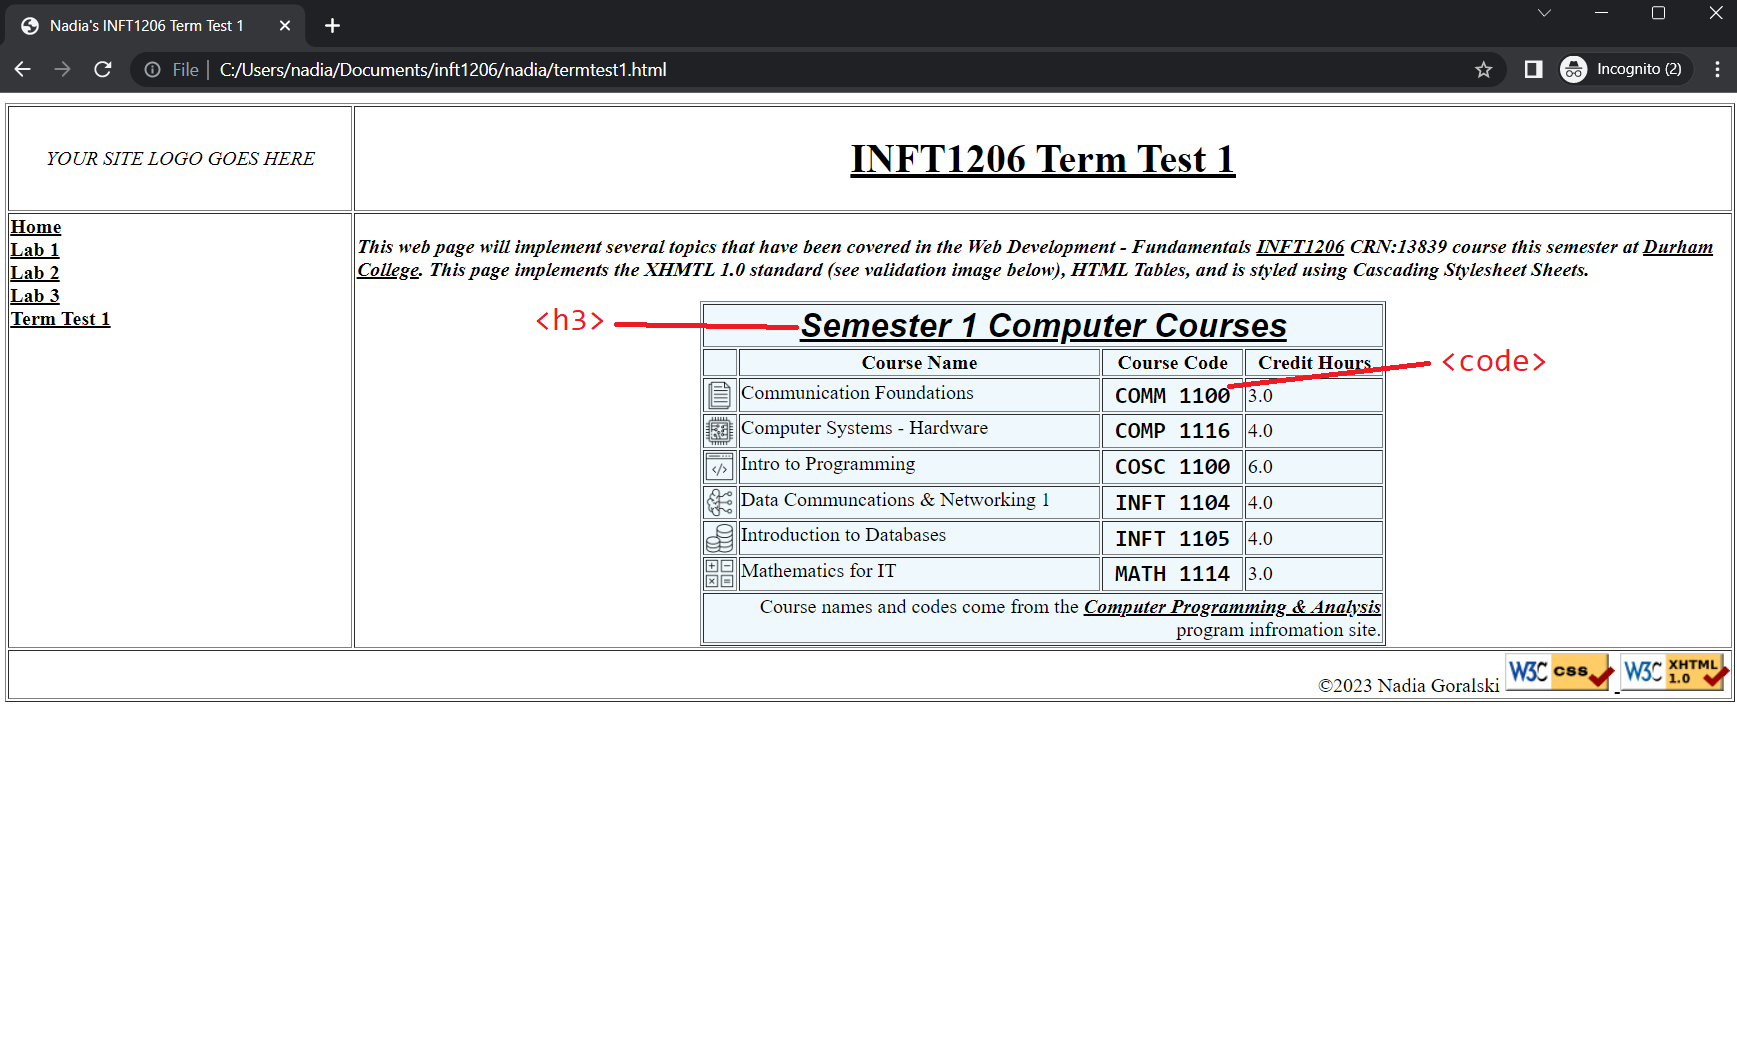 Nadia's INFT1206 Term Test 1
File | C:/Users/nadia/Documents/inft1206/nadia/termtest1.html
Incognito (2)
YOUR SITE LOGO GOES HERE
INFT1206 Term Test 1
Home
Lab 1
Lab 2
Lab 3
Term Test 1
This web page will implement several topics that have been covered in the Web Development - Fundamentals INFT1206 CRN:13839 course this semester at Durham
College. This page implements the XHMTL 1.0 standard (see validation image below), HTML Tables, and is styled using Cascading Stylesheet Sheets.
<h3>
Semester 1 Computer Courses
Course Name Course Code Credit Hours
<code>
Communication Foundations COMM 1100 3.0
Computer Systems - Hardware COMP 1116 4.0
Intro to Programming COSC 1100 6.0
Data Communcations & Networking 1 INFT 1104 4.0
Introduction to Databases INFT 1105 4.0
Mathematics for IT MATH 1114 3.0
Course names and codes come from the Computer Programming & Analysis
program infromation site.
©2023 Nadia Goralski
W3C css
W3C XHTML 1.0